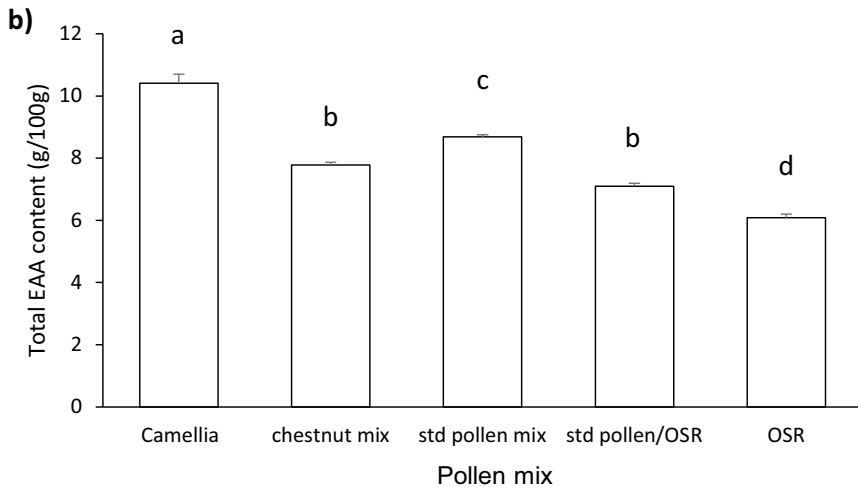 b)
Total EAA content (g/100g)
12
10
8
6
4
2
0
a
b
c
b
d
Camellia
chestnut mix
std pollen mix
std pollen/OSR
OSR
Pollen mix